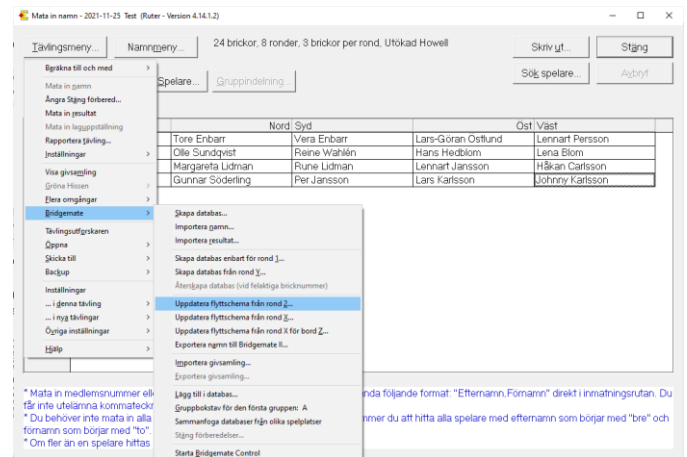 Mata in namn - 2021-11-25 Test (Ruter - Version 4.14.1.2)
Tävlingsmeny... Namnmeny... 24 brickor, 8 ronder, 3 brickor per rond, Utökad Howell Skriv ut... Stäng
Spelare... Gruppindelning... Sök spelare... Avbryt
Nord Syd Öst Väst
Tore Enbarr Vera Enbarr Lars-Göran Östlund Lennart Persson
Olle Sundqvist Reine Wahlén Hans Hedblom Lena Blom
Margareta Lidman Rune Lidman Lennart Jansson Håkan Carlsson
Gunnar Söderling Per Jansson Lars Karlsson Johnny Karlsson
Beräkna till och med
Mata in namn
Ångra Stäng förbered...
Mata in resultat
Mata in laguppställning
Rapportera tävling...
Inställningar
Visa givsamling
Gröna Hissen
Flera omgångar
Bridgemate
Tävlingsutforskaren
Öppna
Skicka till
Backup
Inställningar
... i denna tävling
... i nya tävlingar
Övriga inställningar
Hjälp
Skapa databas...
Importera namn...
Importera resultat...
Skapa databas enbart för rond 1...
Skapa databas från rond Y...
Återskapa databas (vid felaktiga bricknummer)
Uppdatera flyttschema från rond 2...
Uppdatera flyttschema från rond X...
Uppdatera flyttschema från rond X för bord Z...
Exportera namn till Bridgemate II...
Importera givsamling...
Exportera givsamling...
Lägg till i databas...
Gruppbokstav för den första gruppen: A
Sammanfoga databaser från olika spelplatser
Stäng förberedelser...
Starta Bridgemate Control
* Mata in medlemsnummer elle nda följande format: "Efternamn,Förnamn" direkt i inmatningsrutan. Du
får inte utelämna kommateckn
* Du behöver inte mata in alla mmer du att hitta alla spelare med efternamn som börjar med "bre" och
förnamn som börjar med "to".
* Om fler än en spelare hittas